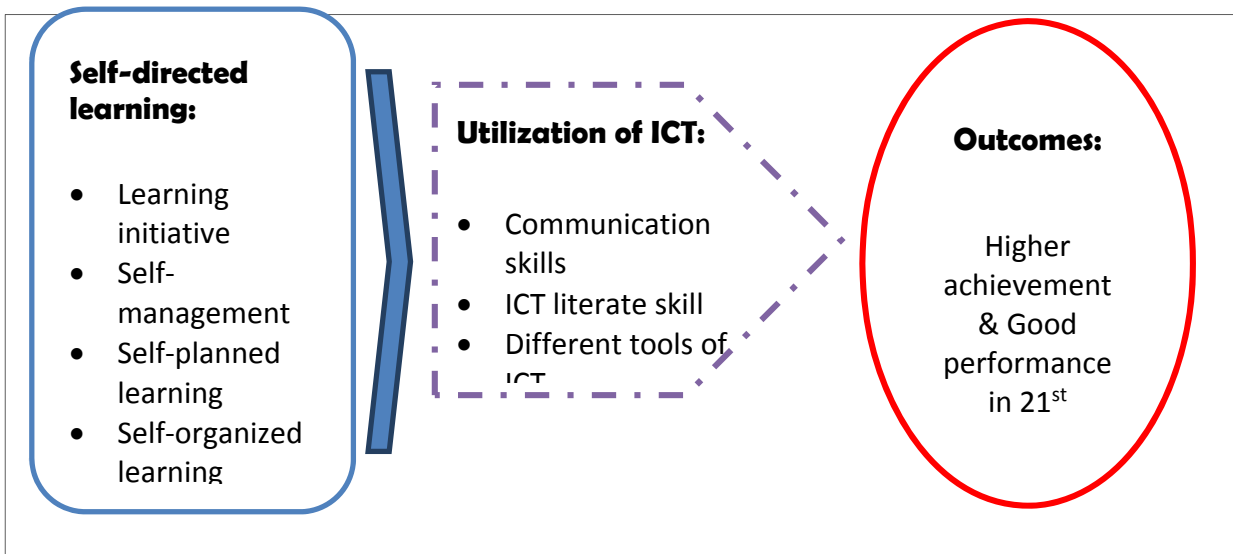 Self-directed
learning:
• Learning
initiative
• Self-
management
• Self-planned
learning
• Self-organized
learning
Utilization of ICT:
• Communication
skills
• ICT literate skill
• Different tools of
ICT
Outcomes:
Higher
achievement
& Good
performance
in 21st